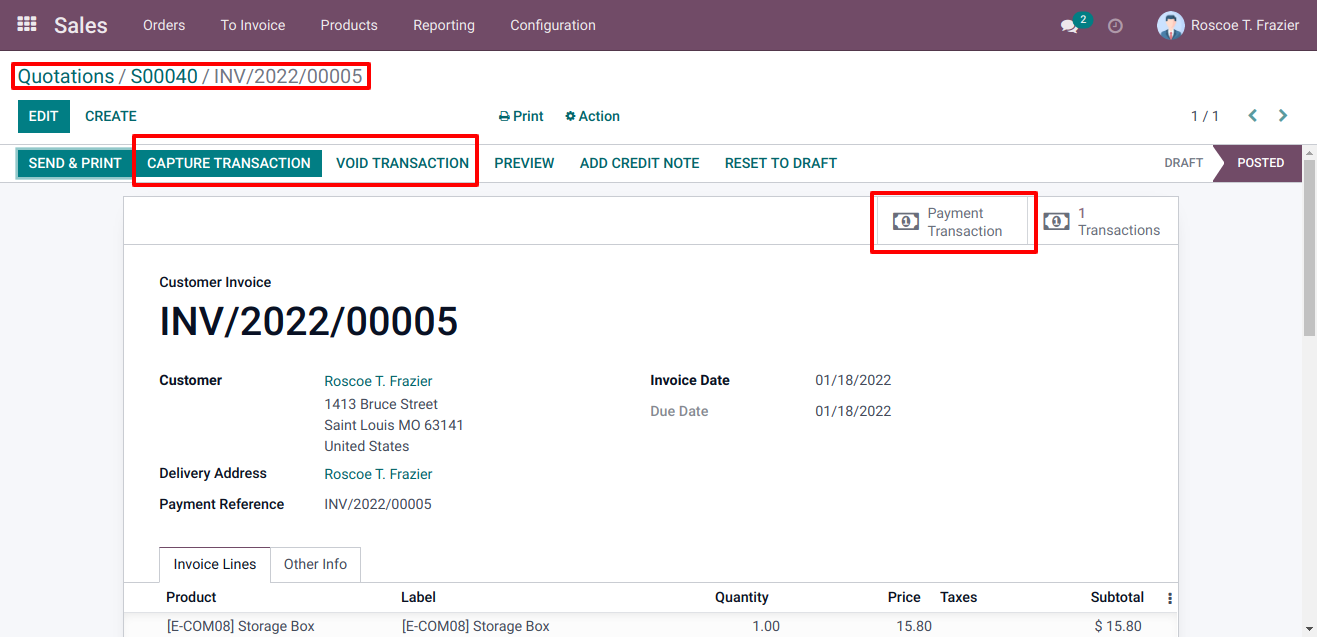 Sales Orders To Invoice Products Reporting Configuration 2 Roscoe T. Frazier
Quotations / S00040 / INV/2022/00005
EDIT CREATE Print Action 1 / 1
SEND & PRINT CAPTURE TRANSACTION VOID TRANSACTION PREVIEW ADD CREDIT NOTE RESET TO DRAFT DRAFT POSTED
Payment
Transaction
1
Transactions
Customer Invoice
INV/2022/00005
Customer Roscoe T. Frazier Invoice Date 01/18/2022
1413 Bruce Street Due Date 01/18/2022
Saint Louis MO 63141
United States
Delivery Address Roscoe T. Frazier
Payment Reference INV/2022/00005
Invoice Lines Other Info
Product Label Quantity Price Taxes Subtotal
[E-COM08] Storage Box [E-COM08] Storage Box 1.00 15.80 $ 15.80